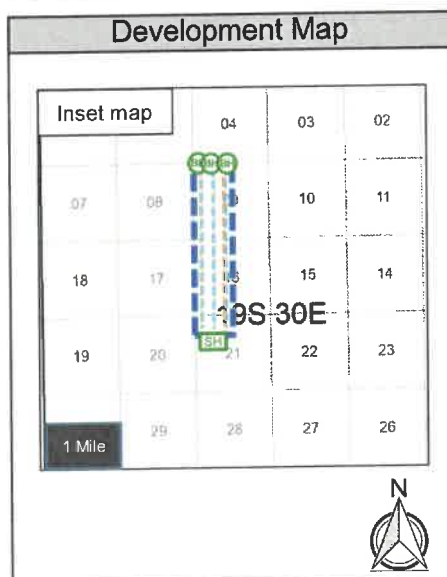 Development Map
Inset map
04 03 02
07 08 10 11
18 17 15 14
19S 30E
SH
19 20 21 22 23
1 Mile
29 28 27 26
N